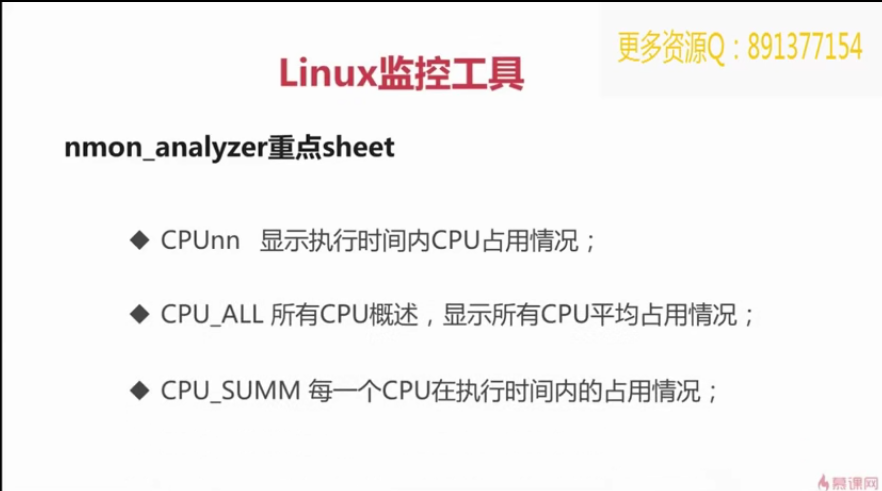 更多资源Q：891377154
Linux监控工具
nmon_analyzer重点sheet
◆ CPUnn 显示执行时间内CPU占用情况；
◆ CPU_ALL 所有CPU概述，显示所有CPU平均占用情况；
◆ CPU_SUMM 每一个CPU在执行时间内的占用情况；
慕课网